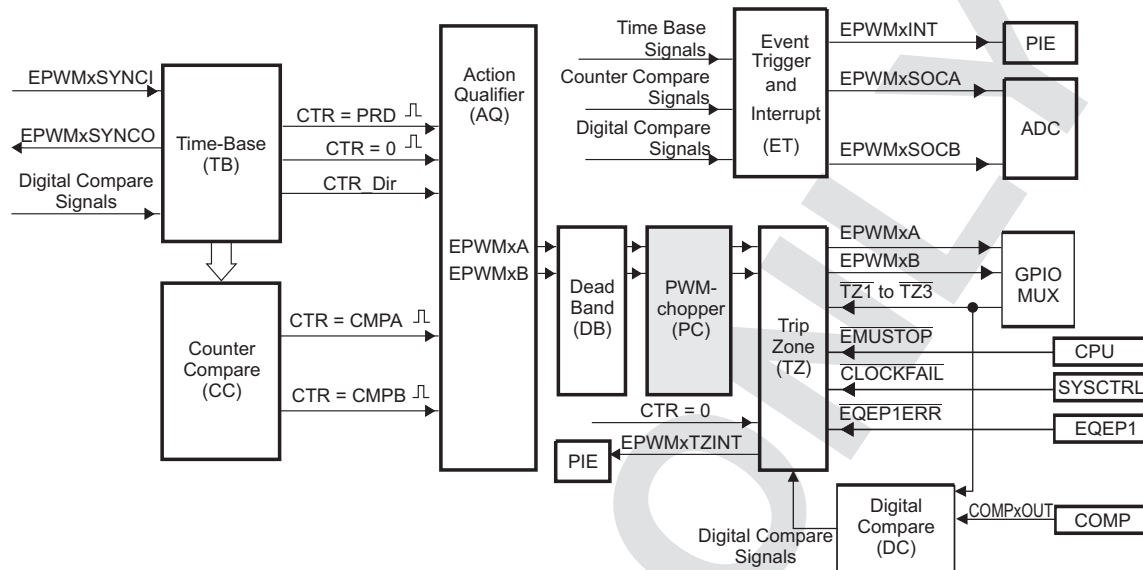 EPWMxSYNCI
EPWMxSYNCO
Digital Compare
Signals
Time-Base
(TB)
CTR = PRD
CTR = 0
CTR_Dir
Counter
Compare
(CC)
CTR = CMPA
CTR = CMPB
Action
Qualifier
(AQ)
EPWMxA
EPWMxB
Time Base
Signals
Counter Compare
Signals
Digital Compare
Signals
Event
Trigger
and
Interrupt
(ET)
EPWMxINT
EPWMxSOCA
EPWMxSOCB
PIE
ADC
Dead
Band
(DB)
PWM-
chopper
(PC)
Trip
Zone
(TZ)
EPWMxA
EPWMxB
TZ1 to TZ3
EMUSTOP
CLOCKFAIL
EQEP1ERR
GPIO
MUX
CPU
SYSCTRL
EQEP1
CTR = 0
EPWMxTZINT
PIE
Digital Compare
Signals
Digital
Compare
(DC)
COMPxOUT
COMP
ONLY